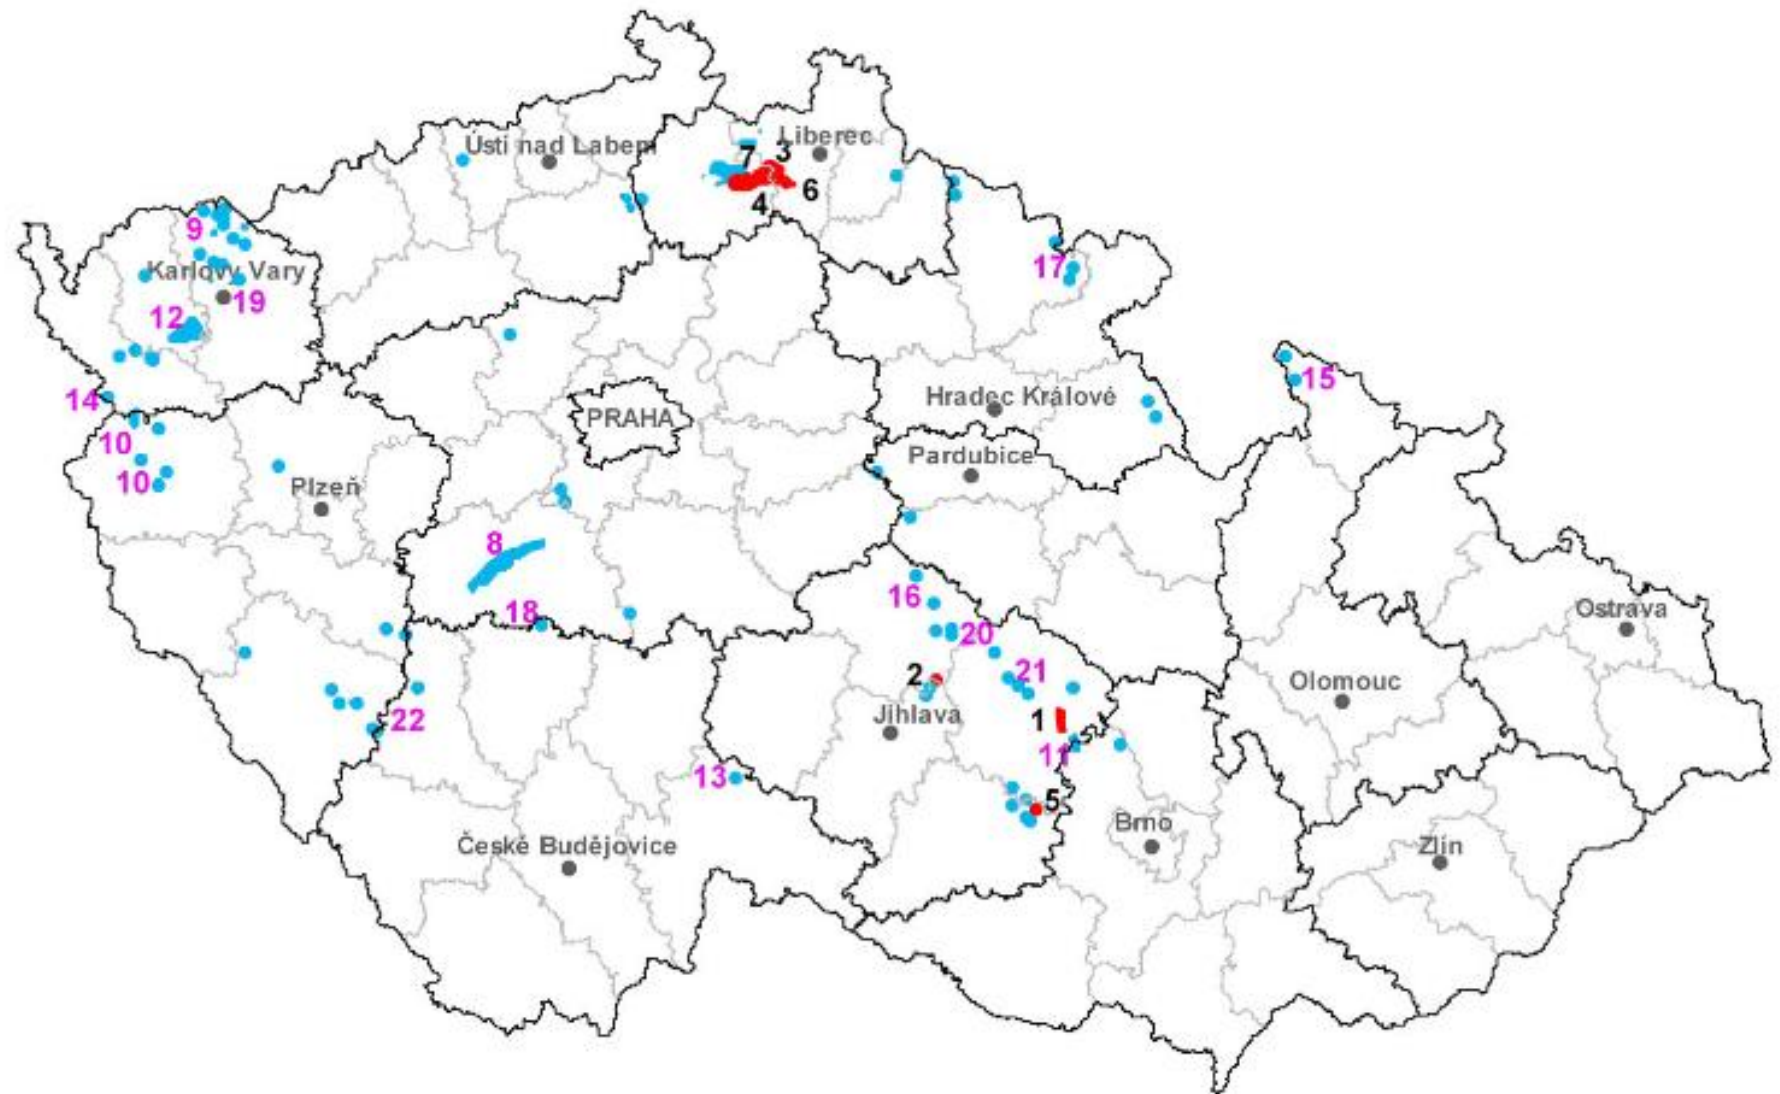 Liberec
Ústí nad Labem
3
7
6
4
9
Karlovy Vary
17
19
12
15
Hradec Králové
14
PRAHA
10
Pardubice
10
Plzeň
8
16
18
Ostrava
20
2
21
Olomouc
Jihlava
22
1
11
13
5
Brno
České Budějovice
Zlín